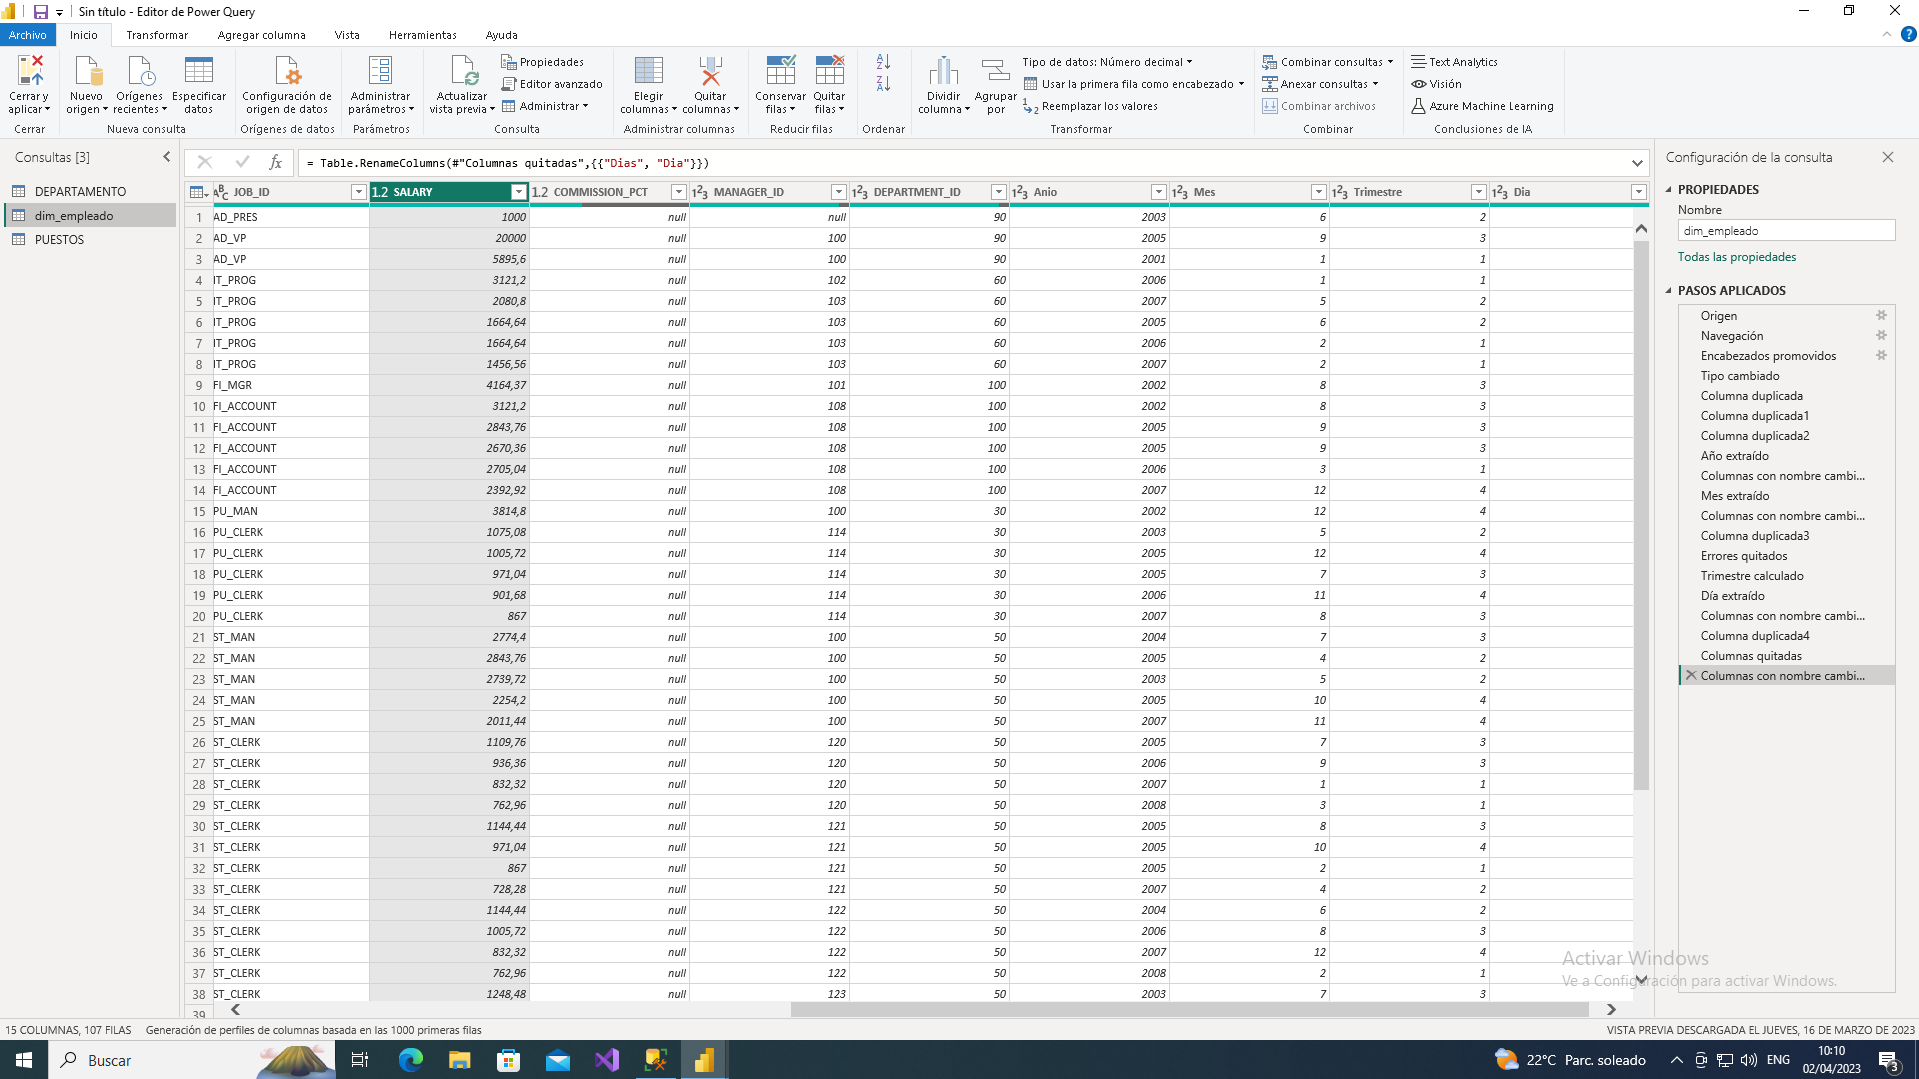 Sin título - Editor de Power Query
Archivo Inicio Transformar Agregar columna Vista Herramientas Ayuda
Cerrar y aplicar
Cerrar
Nuevo origen
Orígenes recientes
Especificar datos
Nueva consulta
Configuración de origen de datos
Orígenes de datos
Administrar parámetros
Parámetros
Actualizar vista previa
Propiedades
Editor avanzado
Administrar
Consulta
Elegir columnas
Quitar columnas
Administrar columnas
Conservar filas
Quitar filas
Reducir filas
Ordenar
Dividir columna
Agrupar por
Tipo de datos: Número decimal
Usar la primera fila como encabezado
Reemplazar los valores
Transformar
Combinar consultas
Anexar consultas
Combinar archivos
Combinar
Text Analytics
Visión
Azure Machine Learning
Conclusiones de IA
Consultas [3]
DEPARTAMENTO
dim_empleado
PUESTOS
= Table.RenameColumns(#"Columnas quitadas",{{"Dias", "Dia"}})
JOB_ID 1.2 SALARY 1.2 COMMISSION_PCT 123 MANAGER_ID 123 DEPARTMENT_ID 123 Anio 123 Mes 123 Trimestre 123 Dia
1 AD_PRES 1000 null null 90 2003 6 2
2 AD_VP 20000 null 100 90 2005 9 3
3 AD_VP 5895,6 null 100 90 2001 1 1
4 IT_PROG 3121,2 null 102 60 2006 1 1
5 IT_PROG 2080,8 null 103 60 2007 5 2
6 IT_PROG 1664,64 null 103 60 2005 6 2
7 IT_PROG 1664,64 null 103 60 2006 2 1
8 IT_PROG 1456,56 null 103 60 2007 2 1
9 FI_MGR 4164,37 null 101 100 2002 8 3
10 FI_ACCOUNT 3121,2 null 108 100 2002 8 3
11 FI_ACCOUNT 2843,76 null 108 100 2005 9 3
12 FI_ACCOUNT 2670,36 null 108 100 2005 9 3
13 FI_ACCOUNT 2705,04 null 108 100 2006 3 1
14 FI_ACCOUNT 2392,92 null 108 100 2007 12 4
15 PU_MAN 3814,8 null 100 30 2002 12 4
16 PU_CLERK 1075,08 null 114 30 2003 5 2
17 PU_CLERK 1005,72 null 114 30 2005 12 4
18 PU_CLERK 971,04 null 114 30 2005 7 3
19 PU_CLERK 901,68 null 114 30 2006 11 4
20 PU_CLERK 867 null 114 30 2007 8 3
21 ST_MAN 2774,4 null 100 50 2004 7 3
22 ST_MAN 2843,76 null 100 50 2005 4 2
23 ST_MAN 2739,72 null 100 50 2003 5 2
24 ST_MAN 2254,2 null 100 50 2005 10 4
25 ST_MAN 2011,44 null 100 50 2007 11 4
26 ST_CLERK 1109,76 null 120 50 2005 7 3
27 ST_CLERK 936,36 null 120 50 2006 9 3
28 ST_CLERK 832,32 null 120 50 2007 1 1
29 ST_CLERK 762,96 null 120 50 2008 3 1
30 ST_CLERK 1144,44 null 121 50 2005 8 3
31 ST_CLERK 971,04 null 121 50 2005 10 4
32 ST_CLERK 867 null 121 50 2005 2 1
33 ST_CLERK 728,28 null 121 50 2007 4 2
34 ST_CLERK 1144,44 null 122 50 2004 6 2
35 ST_CLERK 1005,72 null 122 50 2006 8 3
36 ST_CLERK 832,32 null 122 50 2007 12 4
37 ST_CLERK 762,96 null 122 50 2008 2 1
38 ST_CLERK 1248,48 null 123 50 2003 7 3
39
Configuración de la consulta
PROPIEDADES
Nombre
dim_empleado
Todas las propiedades
PASOS APLICADOS
Origen
Navegación
Encabezados promovidos
Tipo cambiado
Columna duplicada
Columna duplicada1
Columna duplicada2
Año extraído
Columnas con nombre cambi...
Mes extraído
Columnas con nombre cambi...
Columna duplicada3
Errores quitados
Trimestre calculado
Día extraído
Columnas con nombre cambi...
Columna duplicada4
Columnas quitadas
Columnas con nombre cambi...
Activar Windows
Ve a Configuración para activar Windows.
15 COLUMNAS, 107 FILAS Generación de perfiles de columnas basada en las 1000 primeras filas
VISTA PREVIA DESCARGADA EL JUEVES, 16 DE MARZO DE 2023
Buscar
22°C Parc. soleado
ENG
10:10
02/04/2023
3